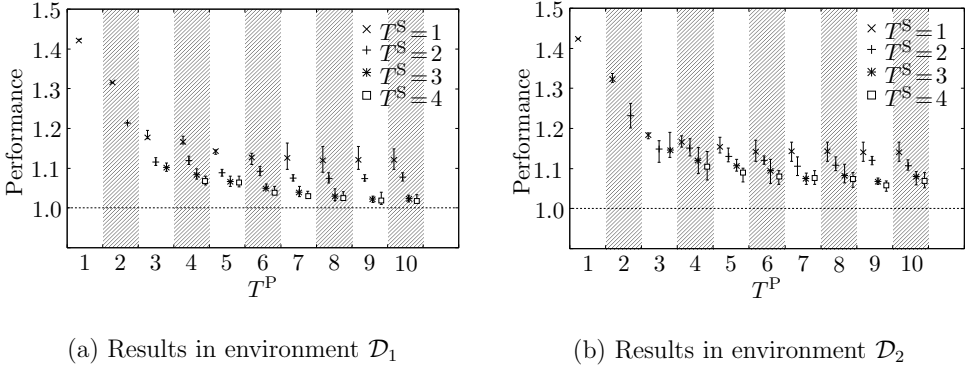 1.5
1.4
1.3
1.2
1.1
1.0
Performance
T^S = 1
T^S = 2
T^S = 3
T^S = 4
1 2 3 4 5 6 7 8 9 10
T^P
(a) Results in environment 𝒟₁
1.5
1.4
1.3
1.2
1.1
1.0
Performance
T^S = 1
T^S = 2
T^S = 3
T^S = 4
1 2 3 4 5 6 7 8 9 10
T^P
(b) Results in environment 𝒟₂